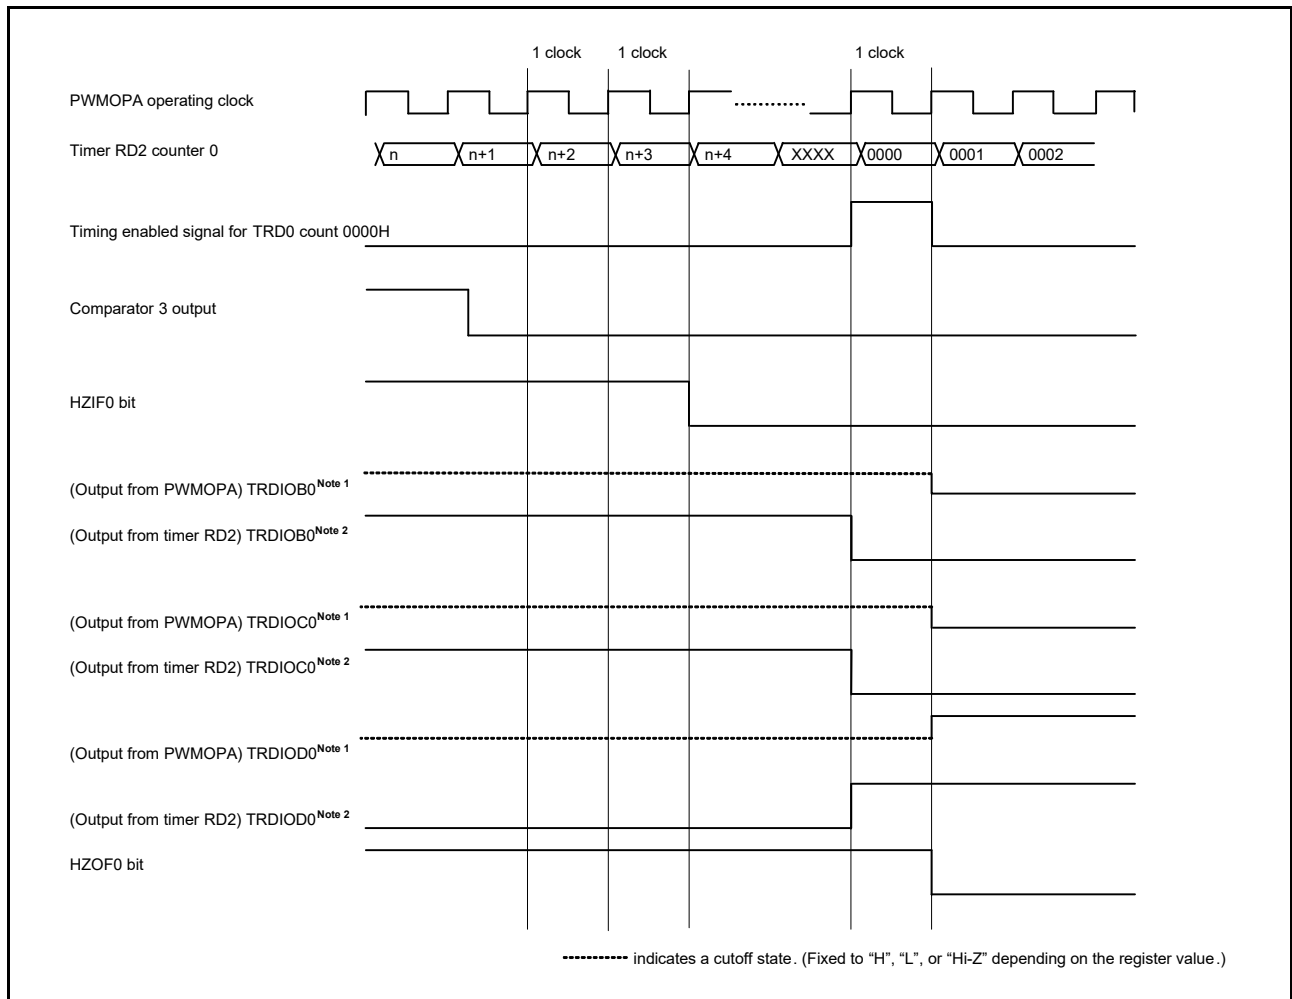 1 clock 1 clock 1 clock
PWMOPA operating clock
Timer RD2 counter 0 n n+1 n+2 n+3 n+4 XXXX 0000 0001 0002
Timing enabled signal for TRD0 count 0000H
Comparator 3 output
HZIF0 bit
(Output from PWMOPA) TRDIOB0Note 1
(Output from timer RD2) TRDIOB0Note 2
(Output from PWMOPA) TRDIOC0Note 1
(Output from timer RD2) TRDIOC0Note 2
(Output from PWMOPA) TRDIOD0Note 1
(Output from timer RD2) TRDIOD0Note 2
HZOF0 bit
indicates a cutoff state. (Fixed to “H”, “L”, or “Hi-Z” depending on the register value.)